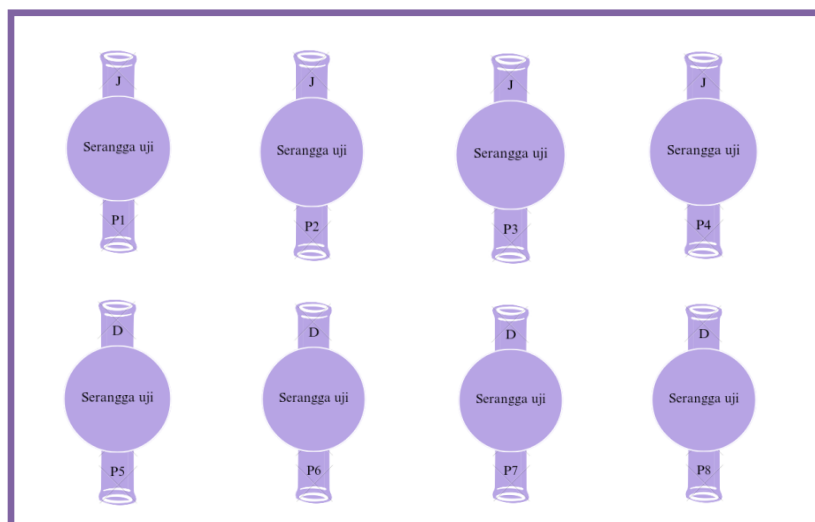 J
J
J
J
Serangga uji
Serangga uji
Serangga uji
Serangga uji
P1
P2
P3
P4
D
D
D
D
Serangga uji
Serangga uji
Serangga uji
Serangga uji
P5
P6
P7
P8